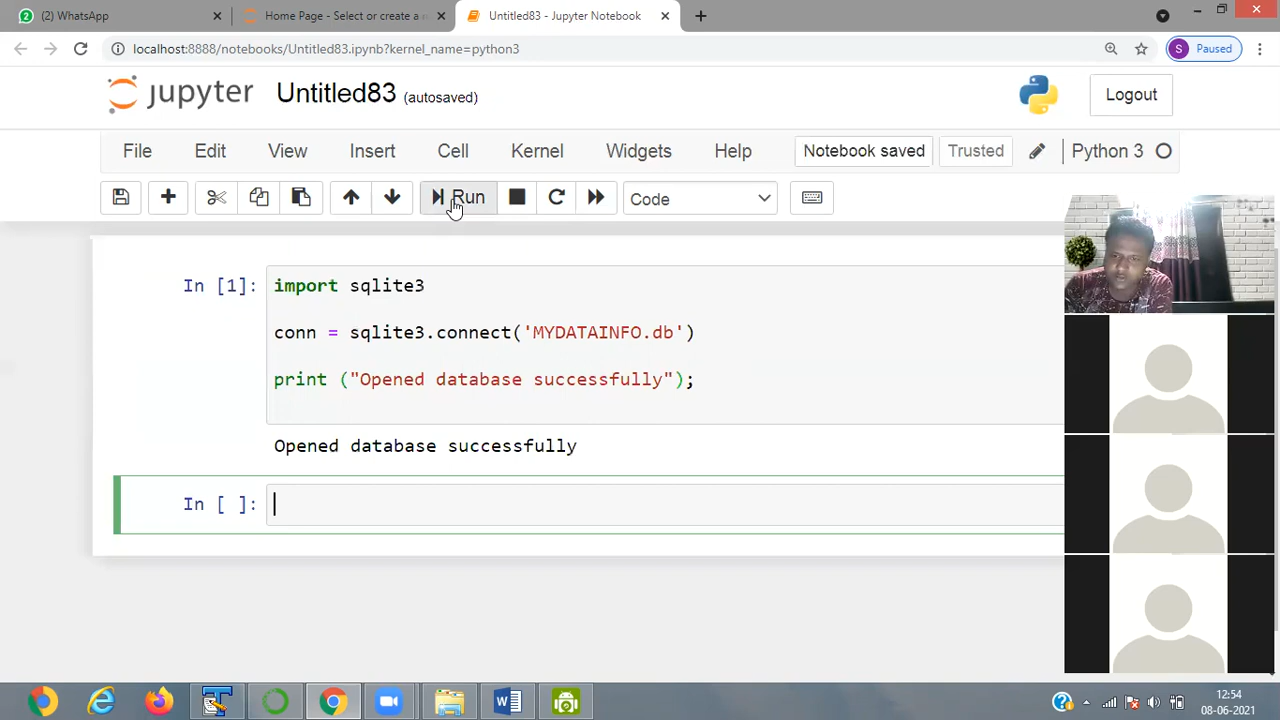 (2) WhatsApp
Home Page - Select or create a n
Untitled83 - Jupyter Notebook
localhost:8888/notebooks/Untitled83.ipynb?kernel_name=python3
S Paused
jupyter Untitled83 (autosaved)
Logout
File Edit View Insert Cell Kernel Widgets Help Notebook saved Trusted Python 3
Run Code
In [1]: import sqlite3
conn = sqlite3.connect('MYDATAINFO.db')
print ("Opened database successfully");
Opened database successfully
In [ ]:
12:54
08-06-2021